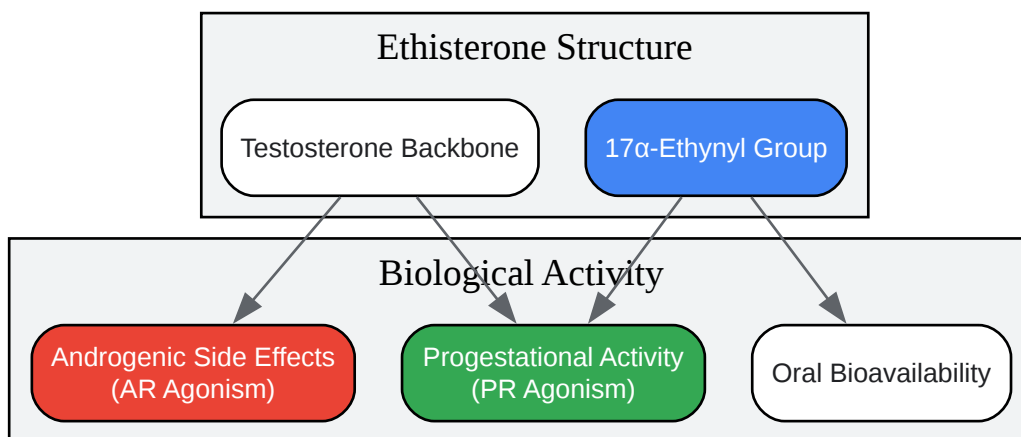 Ethisterone Structure
Testosterone Backbone
17α-Ethynyl Group
Biological Activity
Androgenic Side Effects
(AR Agonism)
Progestational Activity
(PR Agonism)
Oral Bioavailability